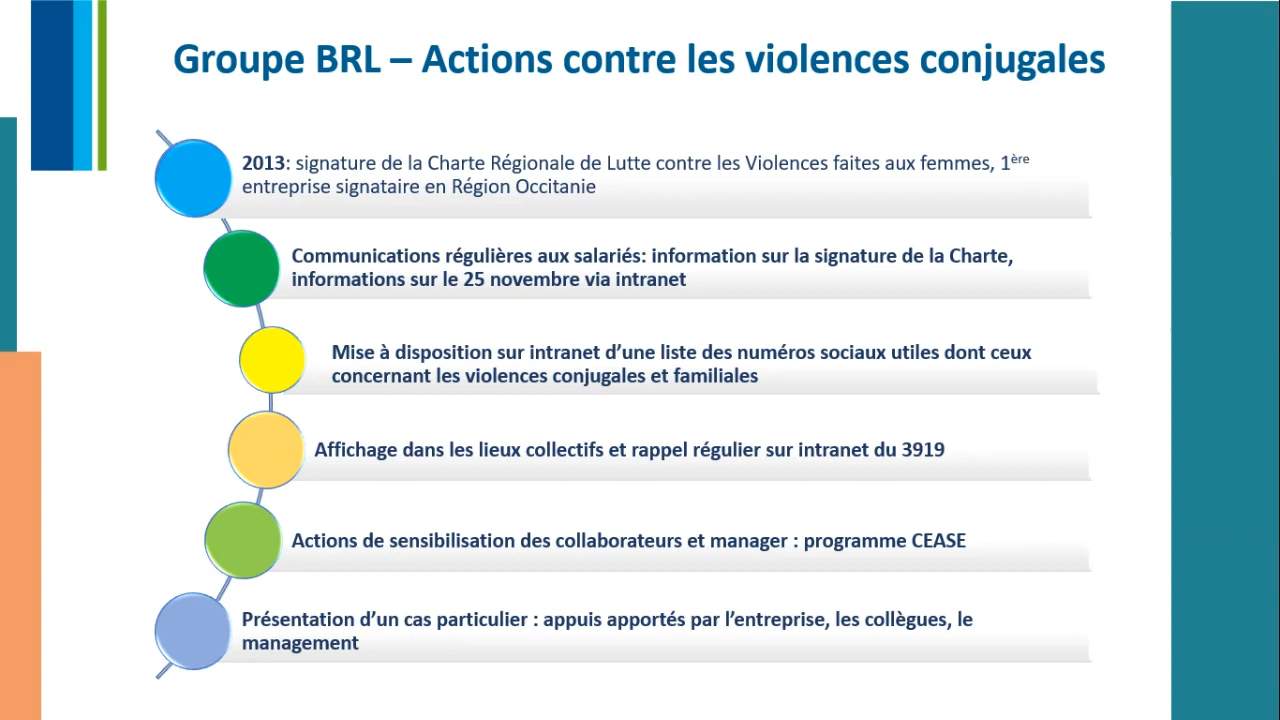 Groupe BRL – Actions contre les violences conjugales
2013: signature de la Charte Régionale de Lutte contre les Violences faites aux femmes, 1ère
entreprise signataire en Région Occitanie
Communications régulières aux salariés: information sur la signature de la Charte,
informations sur le 25 novembre via intranet
Mise à disposition sur intranet d’une liste des numéros sociaux utiles dont ceux
concernant les violences conjugales et familiales
Affichage dans les lieux collectifs et rappel régulier sur intranet du 3919
Actions de sensibilisation des collaborateurs et manager : programme CEASE
Présentation d’un cas particulier : appuis apportés par l’entreprise, les collègues, le
management